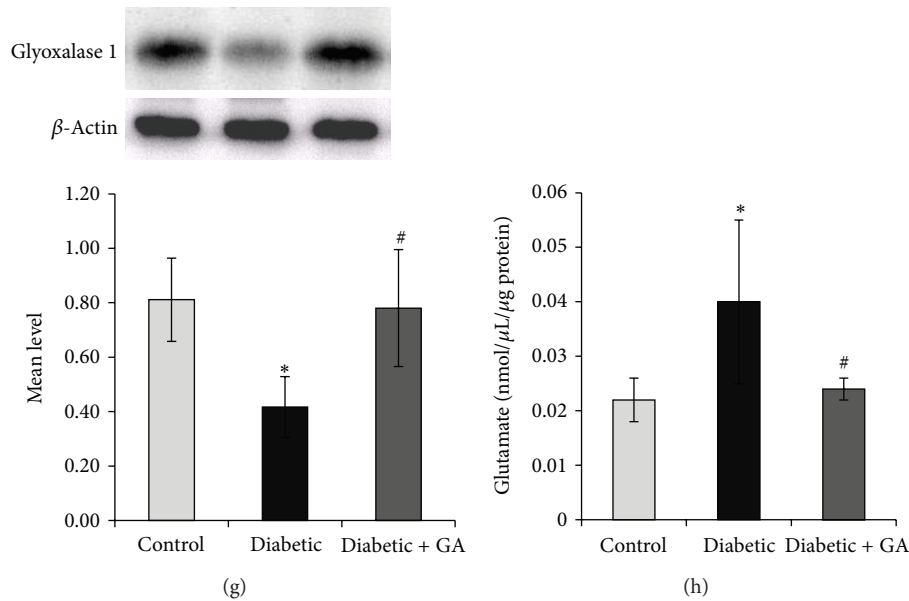 Glyoxalase 1
β-Actin
1.20
1.00
0.80
0.60
0.40
0.20
0.00
Mean level
*
#
Control
Diabetic
Diabetic + GA
(g)
0.06
0.05
0.04
0.03
0.02
0.01
0
Glutamate (nmol/μL/μg protein)
*
#
Control
Diabetic
Diabetic + GA
(h)